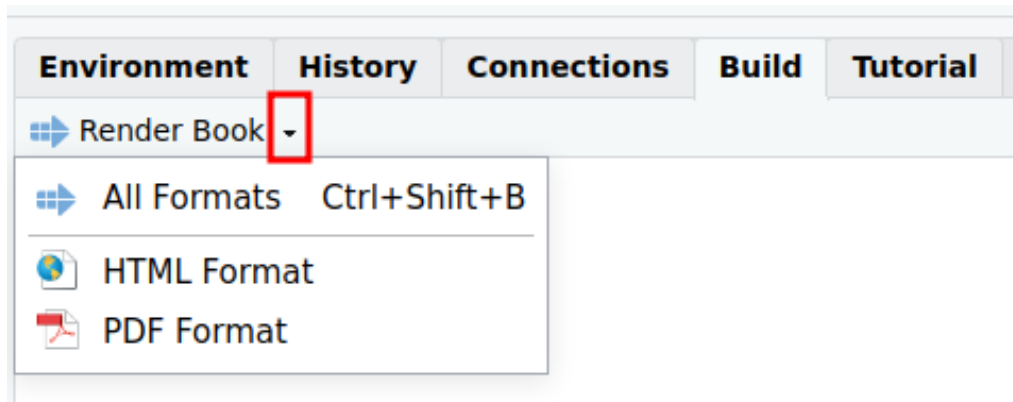 Environment History Connections Build Tutorial
Render Book
All Formats Ctrl+Shift+B
HTML Format
PDF Format